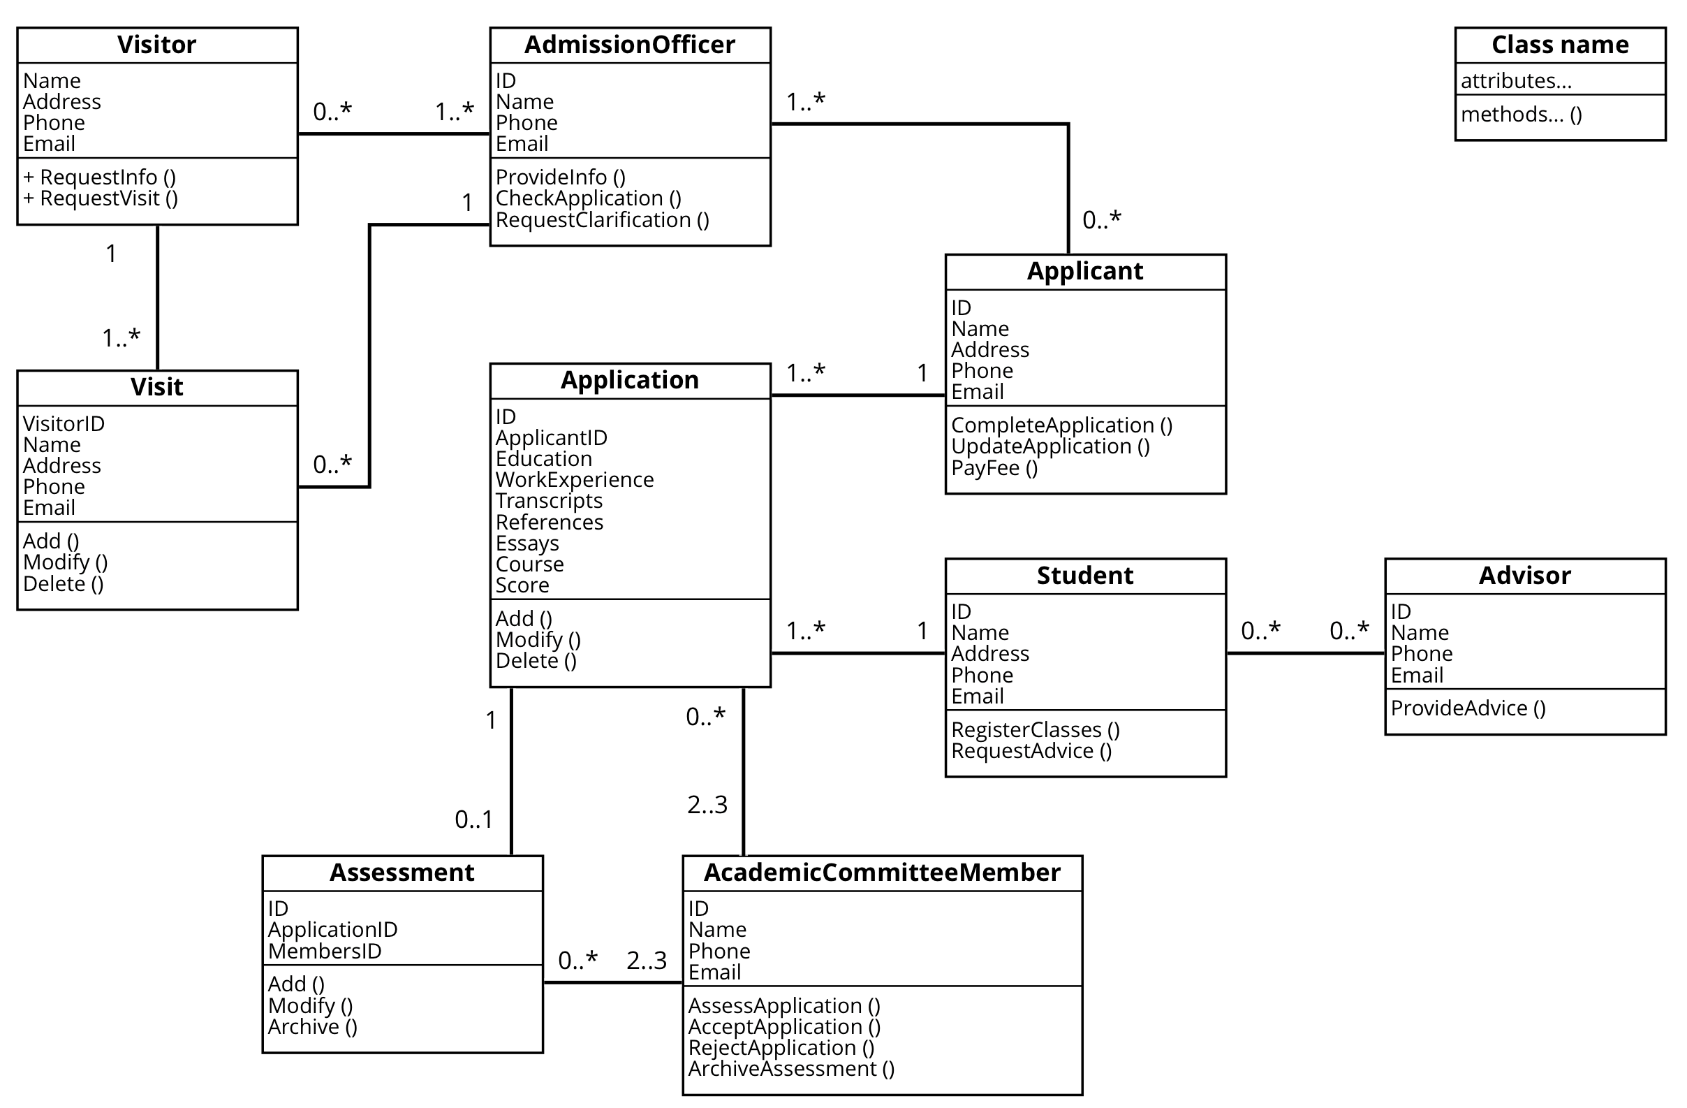 Visitor
Name
Address
Phone
Email
+ RequestInfo ()
+ RequestVisit ()
0..*
1..*
AdmissionOfficer
ID
Name
Phone
Email
ProvideInfo ()
CheckApplication ()
RequestClarification ()
1..*
0..*
Class name
attributes...
methods... ()
1
1
1..*
Visit
VisitorID
Name
Address
Phone
Email
Add ()
Modify ()
Delete ()
0..*
Application
ID
ApplicantID
Education
WorkExperience
Transcripts
References
Essays
Course
Score
Add ()
Modify ()
Delete ()
1..*
1
Applicant
ID
Name
Address
Phone
Email
CompleteApplication ()
UpdateApplication ()
PayFee ()
1..*
1
Student
ID
Name
Address
Phone
Email
RegisterClasses ()
RequestAdvice ()
0..*
0..*
Advisor
ID
Name
Phone
Email
ProvideAdvice ()
1
0..*
0..1
2..3
Assessment
ID
ApplicationID
MembersID
Add ()
Modify ()
Archive ()
0..*
2..3
AcademicCommitteeMember
ID
Name
Phone
Email
AssessApplication ()
AcceptApplication ()
RejectApplication ()
ArchiveAssessment ()